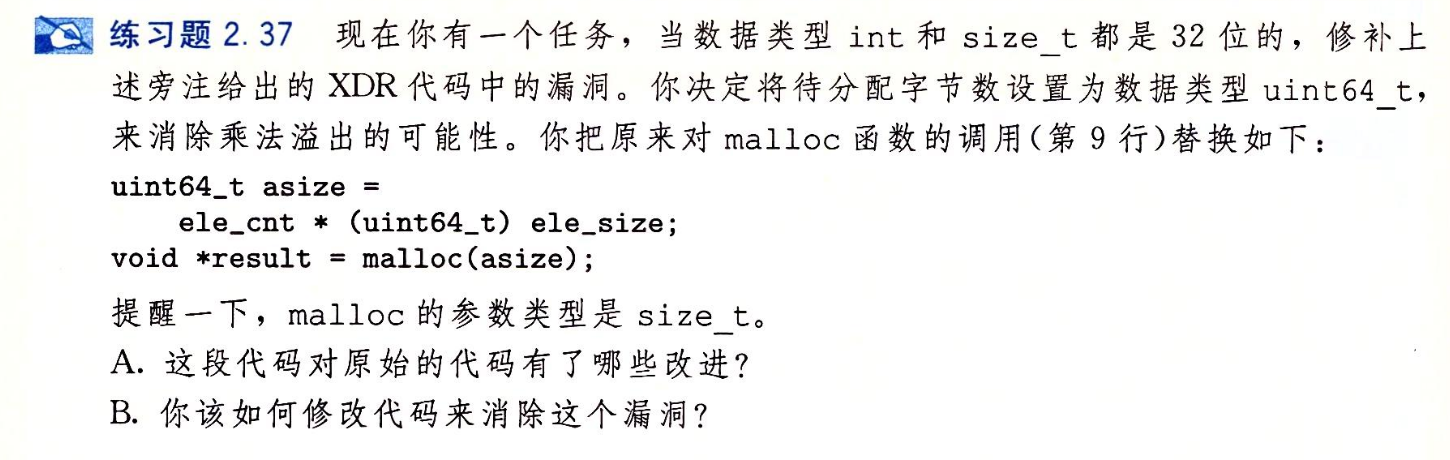 练习题 2.37 现在你有一个任务，当数据类型 int 和 size_t 都是 32 位的，修补上
述旁注给出的 XDR 代码中的漏洞。你决定将待分配字节数设置为数据类型 uint64_t，
来消除乘法溢出的可能性。你把原来对 malloc 函数的调用(第 9 行)替换如下：
uint64_t asize =
    ele_cnt * (uint64_t) ele_size;
void *result = malloc(asize);
提醒一下，malloc 的参数类型是 size_t。
A. 这段代码对原始的代码有了哪些改进？
B. 你该如何修改代码来消除这个漏洞？